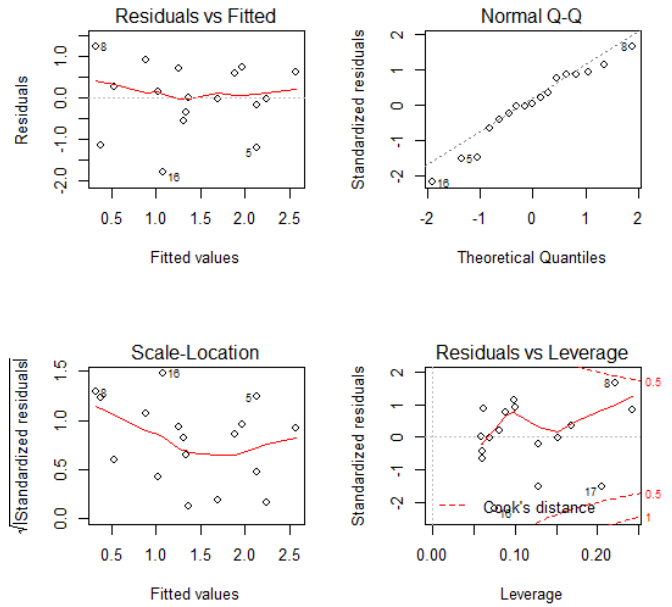 Residuals vs Fitted
Residuals
1.0
0.0
-1.0
-2.0
8
16
5
0.5 1.0 1.5 2.0 2.5
Fitted values
Normal Q-Q
Standardized residuals
2
1
0
-1
-2
8
5
16
-2 -1 0 1 2
Theoretical Quantiles
Scale-Location
√|Standardized residuals|
1.5
1.0
0.5
0.0
8
16
5
0.5 1.0 1.5 2.0 2.5
Fitted values
Residuals vs Leverage
Standardized residuals
2
1
0
-1
-2
8
17
16
Cook's distance
0.5
0.5
1
0.00 0.10 0.20
Leverage